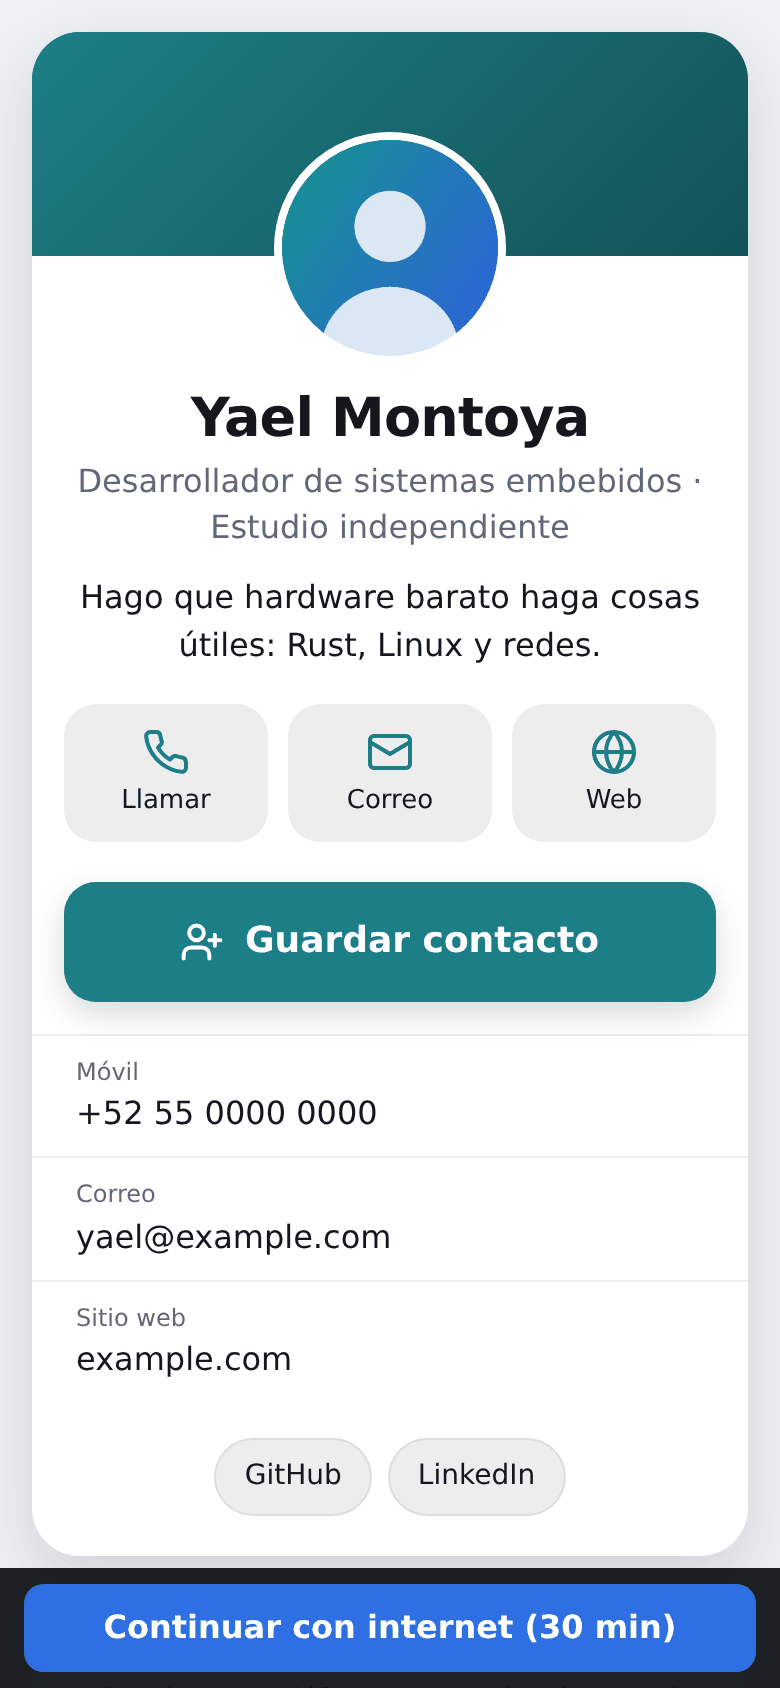 Yael Montoya
Desarrollador de sistemas embebidos ·
Estudio independiente
Hago que hardware barato haga cosas
útiles: Rust, Linux y redes.
Llamar
Correo
Web
Guardar contacto
Móvil
+52 55 0000 0000
Correo
yael@example.com
Sitio web
example.com
GitHub
LinkedIn
Continuar con internet (30 min)